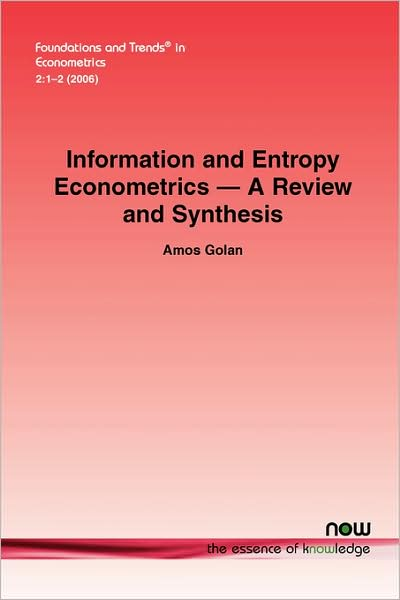 Foundations and Trends® in
Econometrics
2:1–2 (2006)
Information and Entropy
Econometrics — A Review
and Synthesis
Amos Golan
now
the essence of knowledge